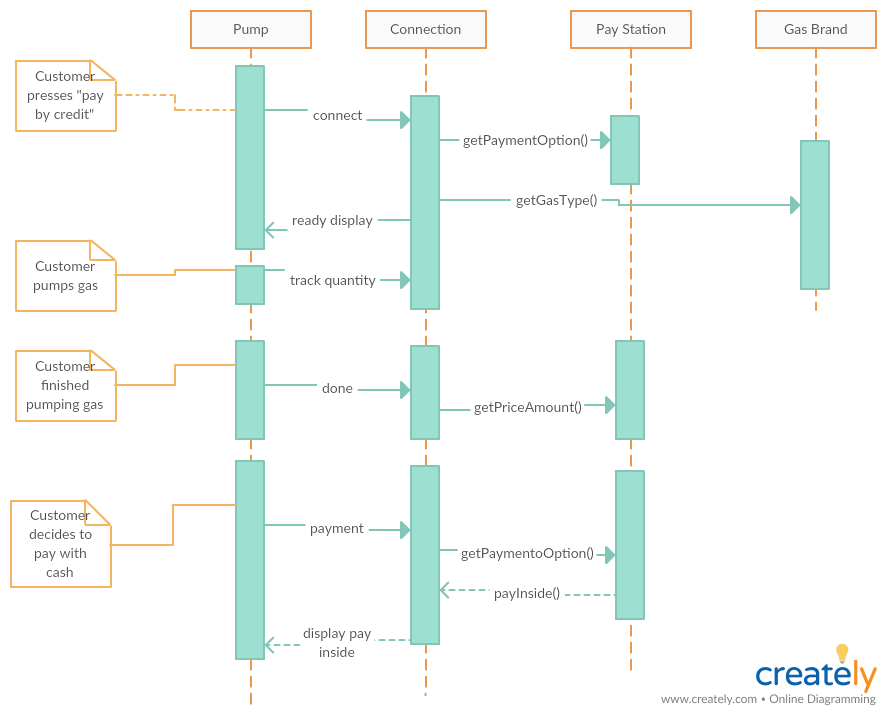 Pump
Connection
Pay Station
Gas Brand
Customer
presses "pay
by credit"
connect
getPaymentOption()
getGasType()
ready display
Customer
pumps gas
track quantity
Customer
finished
pumping gas
done
getPriceAmount()
Customer
decides to
pay with
cash
payment
getPaymentoOption()
payInside()
display pay
inside
creately
www.creately.com • Online Diagramming